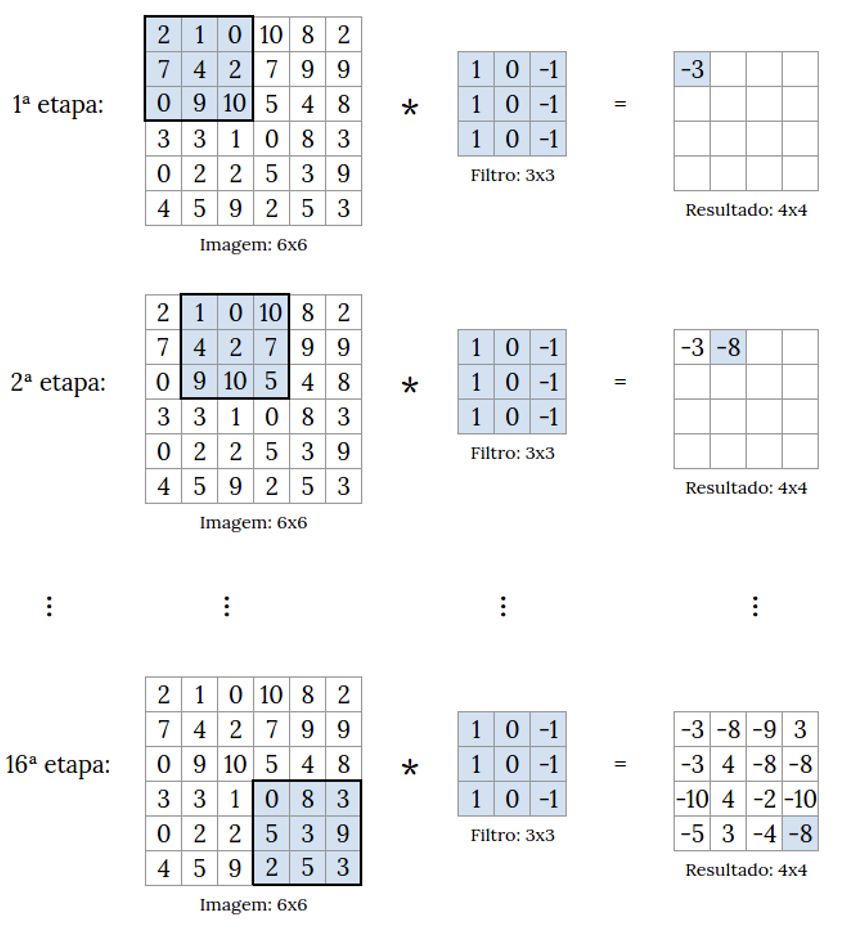 2 1 0 10 8 2
7 4 2 7 9 9 1 0 -1 -3
1ª etapa: 0 9 10 5 4 8 * 1 0 -1 =
3 3 1 0 8 3 1 0 -1
0 2 2 5 3 9 Filtro: 3x3
4 5 9 2 5 3 Resultado: 4x4
Imagem: 6x6
2 1 0 10 8 2
7 4 2 7 9 9 1 0 -1 -3 -8
2ª etapa: 0 9 10 5 4 8 * 1 0 -1 =
3 3 1 0 8 3 1 0 -1
0 2 2 5 3 9 Filtro: 3x3
4 5 9 2 5 3 Resultado: 4x4
Imagem: 6x6
⋮ ⋮ ⋮ ⋮
2 1 0 10 8 2
7 4 2 7 9 9 1 0 -1 -3 -8 -9 3
16ª etapa: 0 9 10 5 4 8 * 1 0 -1 = -3 4 -8 -8
3 3 1 0 8 3 1 0 -1 -10 4 -2 -10
0 2 2 5 3 9 Filtro: 3x3 -5 3 -4 -8
4 5 9 2 5 3 Resultado: 4x4
Imagem: 6x6